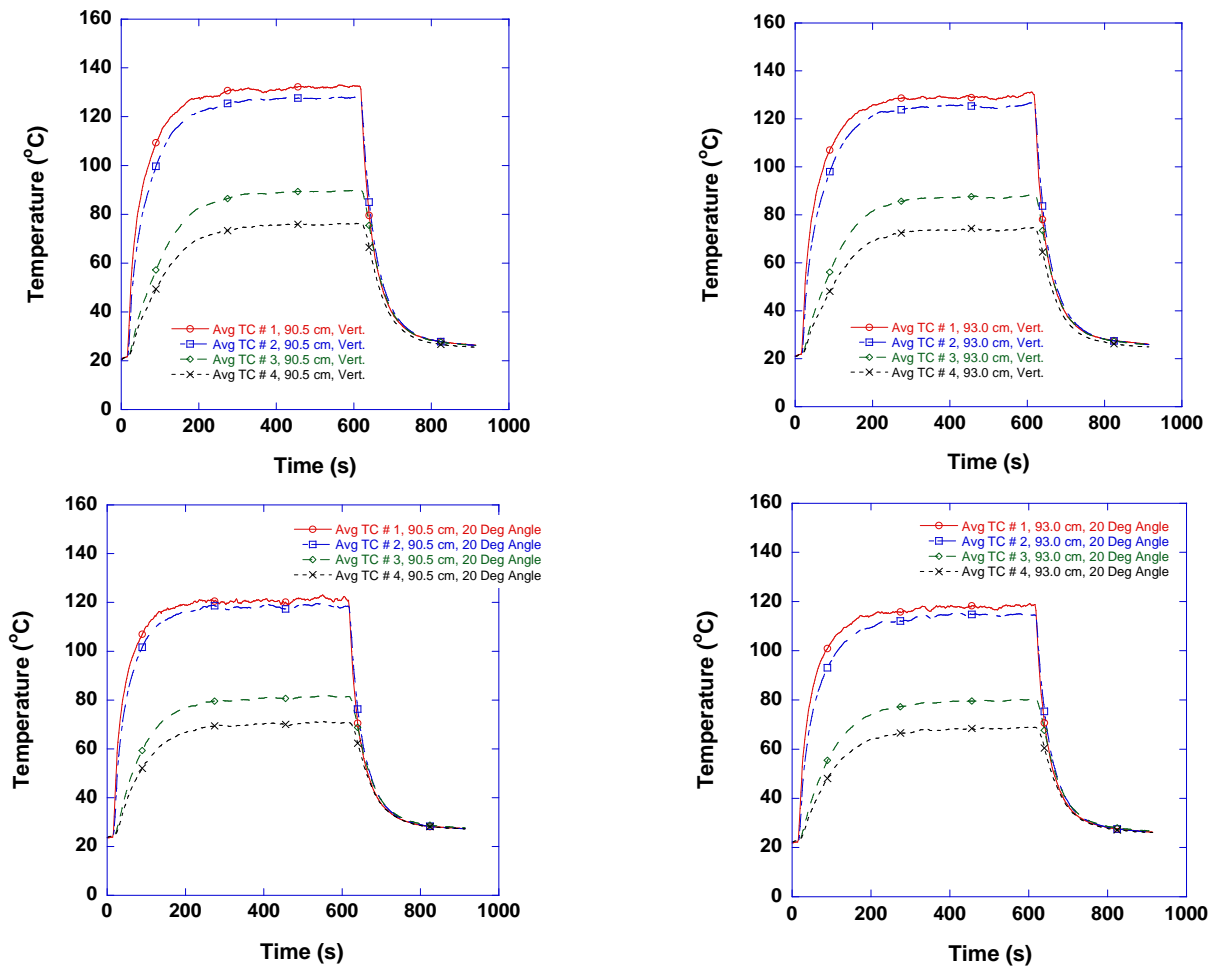 160
140
120
100
80
60
40
20
0
Temperature (°C)
Avg TC # 1, 90.5 cm, Vert.
Avg TC # 2, 90.5 cm, Vert.
Avg TC # 3, 90.5 cm, Vert.
Avg TC # 4, 90.5 cm, Vert.
0 200 400 600 800 1000
Time (s)
160
140
120
100
80
60
40
20
0
Temperature (°C)
Avg TC # 1, 93.0 cm, Vert.
Avg TC # 2, 93.0 cm, Vert.
Avg TC # 3, 93.0 cm, Vert.
Avg TC # 4, 93.0 cm, Vert.
0 200 400 600 800 1000
Time (s)
160
140
120
100
80
60
40
20
0
Temperature (°C)
Avg TC # 1, 90.5 cm, 20 Deg Angle
Avg TC # 2, 90.5 cm, 20 Deg Angle
Avg TC # 3, 90.5 cm, 20 Deg Angle
Avg TC # 4, 90.5 cm, 20 Deg Angle
0 200 400 600 800 1000
Time (s)
160
140
120
100
80
60
40
20
0
Temperature (°C)
Avg TC # 1, 93.0 cm, 20 Deg Angle
Avg TC # 2, 93.0 cm, 20 Deg Angle
Avg TC # 3, 93.0 cm, 20 Deg Angle
Avg TC # 4, 93.0 cm, 20 Deg Angle
0 200 400 600 800 1000
Time (s)